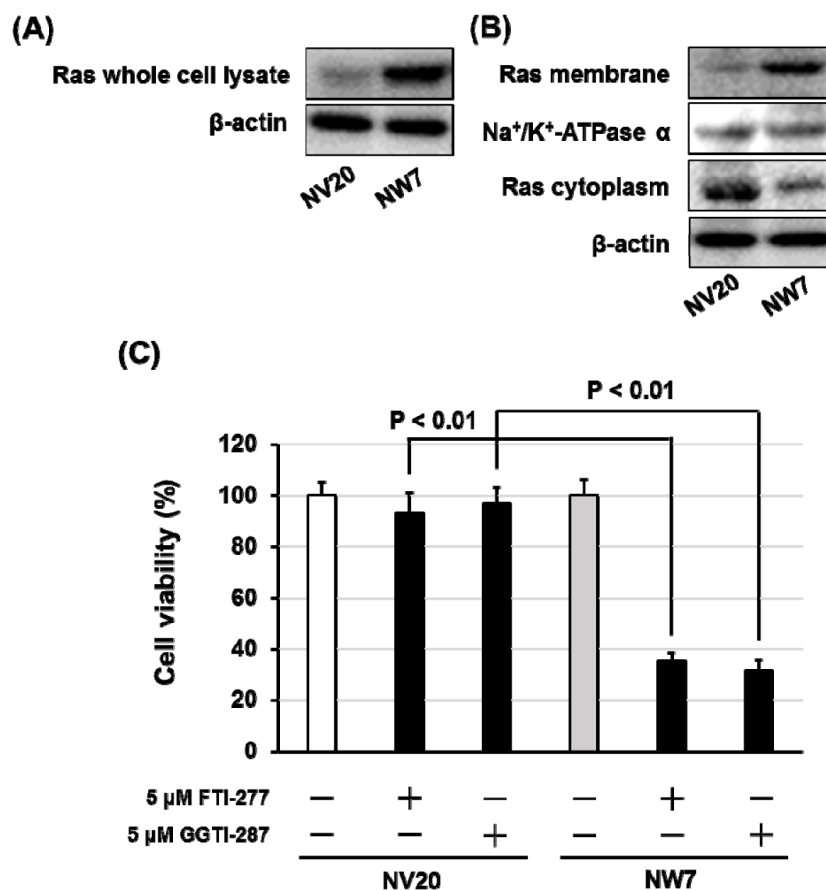 (A)
Ras whole cell lysate
β-actin
NV20 NW7
(B)
Ras membrane
Na⁺/K⁺-ATPase α
Ras cytoplasm
β-actin
NV20 NW7
(C)
P < 0.01
P < 0.01
Cell viability (%)
120
100
80
60
40
20
0
5 μM FTI-277 − + − − + −
5 μM GGTI-287 − − + − − +
NV20 NW7